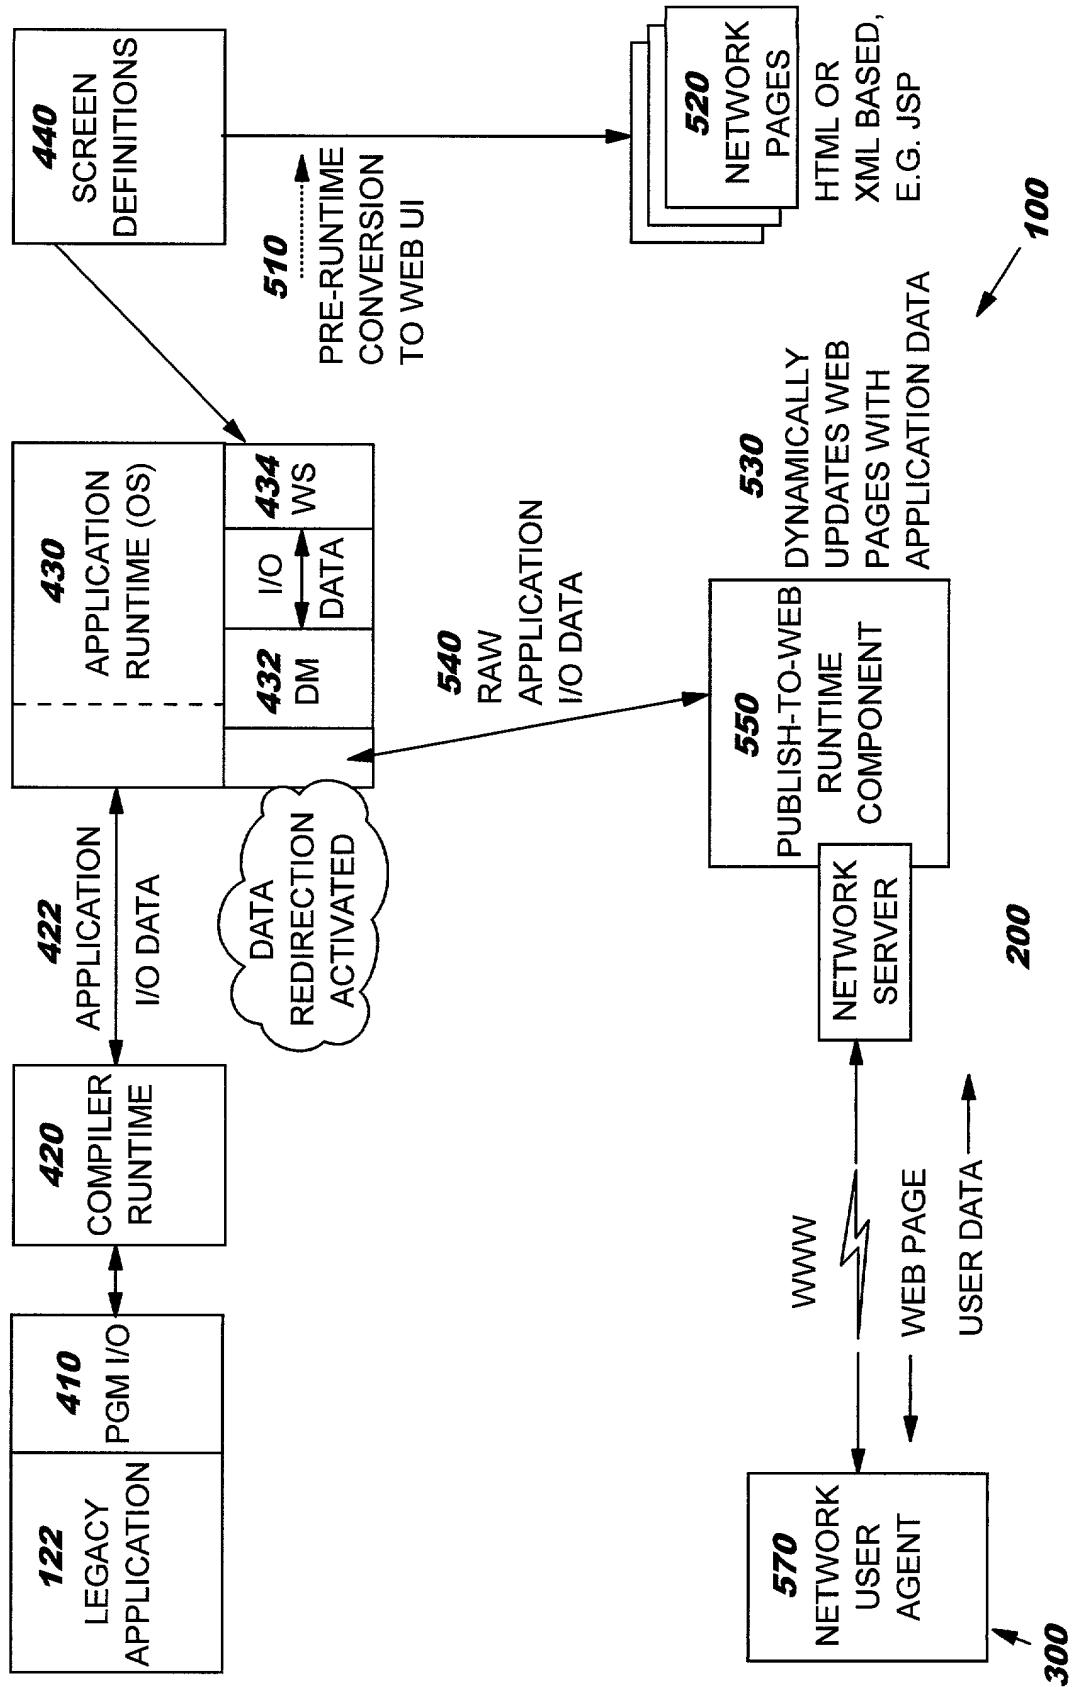 122
LEGACY
APPLICATION
410
PGM I/O
420
COMPILER
RUNTIME
422
APPLICATION
I/O DATA
430
APPLICATION
RUNTIME (OS)
432
DM
I/O
DATA
434
WS
440
SCREEN
DEFINITIONS
DATA
REDIRECTION
ACTIVATED
540
RAW
APPLICATION
I/O DATA
510
PRE-RUNTIME
CONVERSION
TO WEB UI
520
NETWORK
PAGES
HTML OR
XML BASED,
E.G. JSP
570
NETWORK
USER
AGENT
300
WWW
WEB PAGE
USER DATA
NETWORK
SERVER
550
PUBLISH-TO-WEB
RUNTIME
COMPONENT
530
DYNAMICALLY
UPDATES WEB
PAGES WITH
APPLICATION DATA
200
100